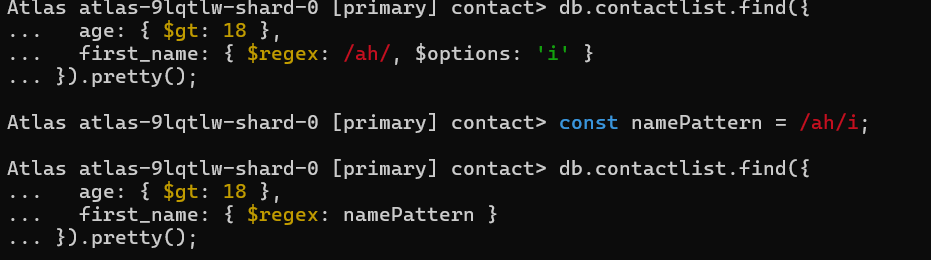 Atlas atlas-9lqtlw-shard-0 [primary] contact> db.contactlist.find({
...   age: { $gt: 18 },
...   first_name: { $regex: /ah/, $options: 'i' }
... }).pretty();
Atlas atlas-9lqtlw-shard-0 [primary] contact> const namePattern = /ah/i;
Atlas atlas-9lqtlw-shard-0 [primary] contact> db.contactlist.find({
...   age: { $gt: 18 },
...   first_name: { $regex: namePattern }
... }).pretty();